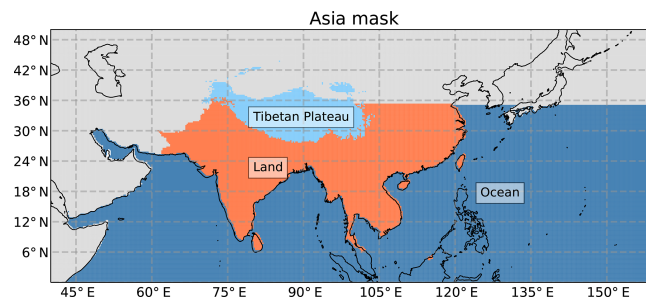 Asia mask
48° N
42° N
36° N
30° N
24° N
18° N
12° N
6° N
Tibetan Plateau
Land
Ocean
45° E
60° E
75° E
90° E
105° E
120° E
135° E
150° E